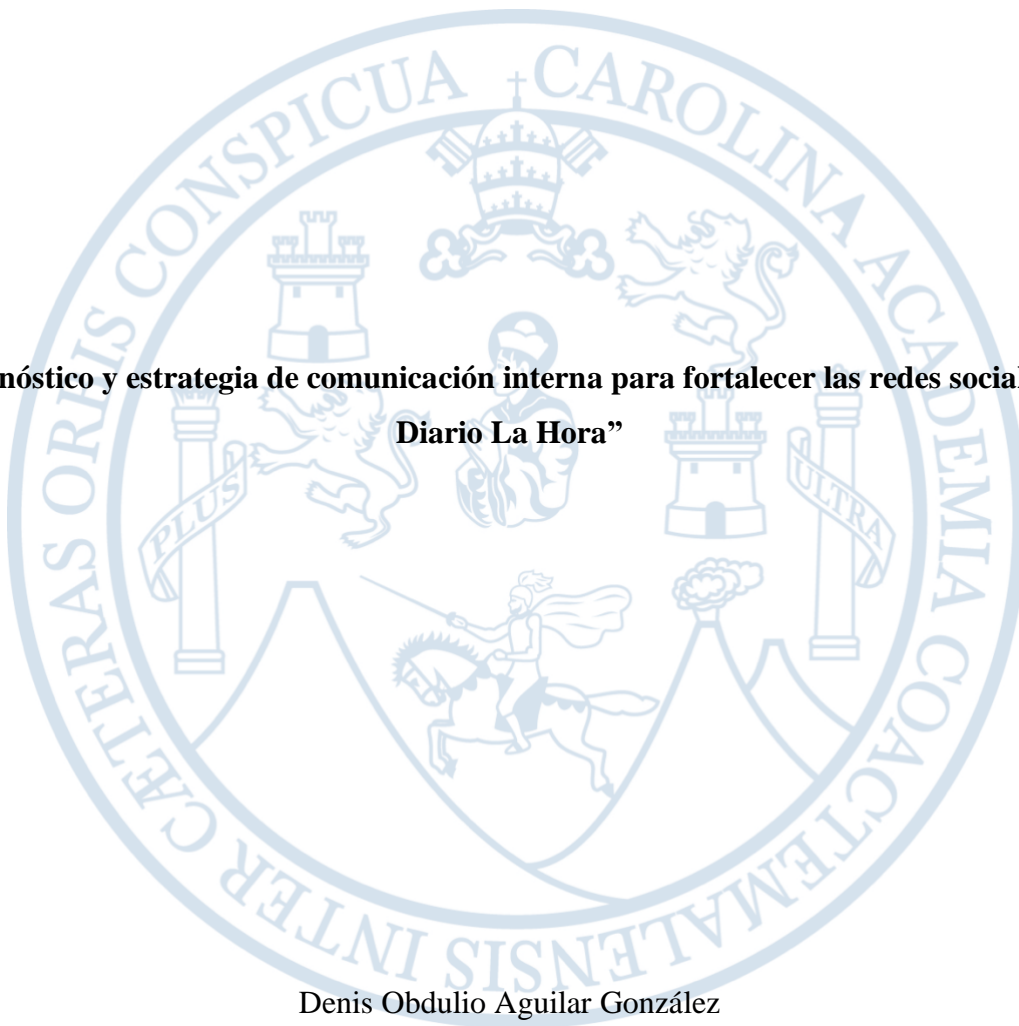 CAROLINA ACADEMIA COACTEMALENSIS INTER CÆTERAS ORBIS CONSPICUA
nóstico y estrategia de comunicación interna para fortalecer las redes social
Diario La Hora”
PLUS
ULTRA
Denis Obdulio Aguilar González